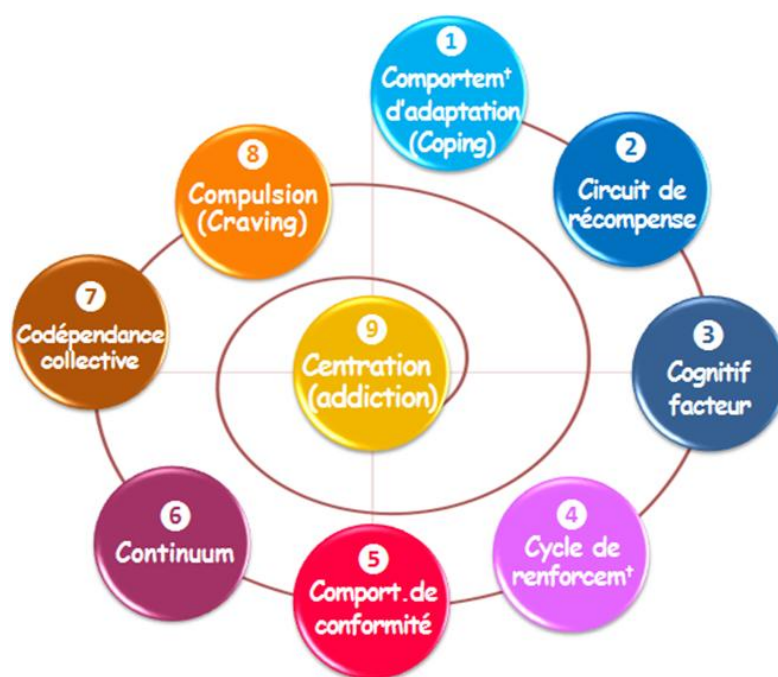 1
Comportem†
d'adaptation
(Coping)
2
Circuit de
récompense
3
Cognitif
facteur
4
Cycle de
renforcem†
5
Comport.de
conformité
6
Continuum
7
Codépendance
collective
8
Compulsion
(Craving)
9
Centration
(addiction)